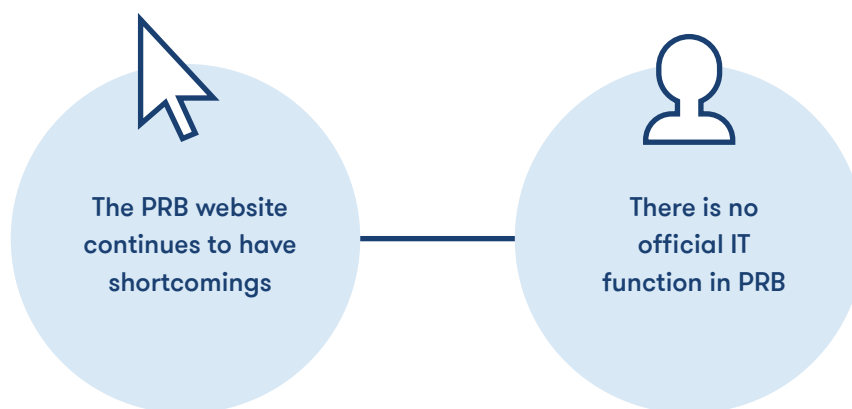 The PRB website
continues to have
shortcomings
There is no
official IT
function in PRB